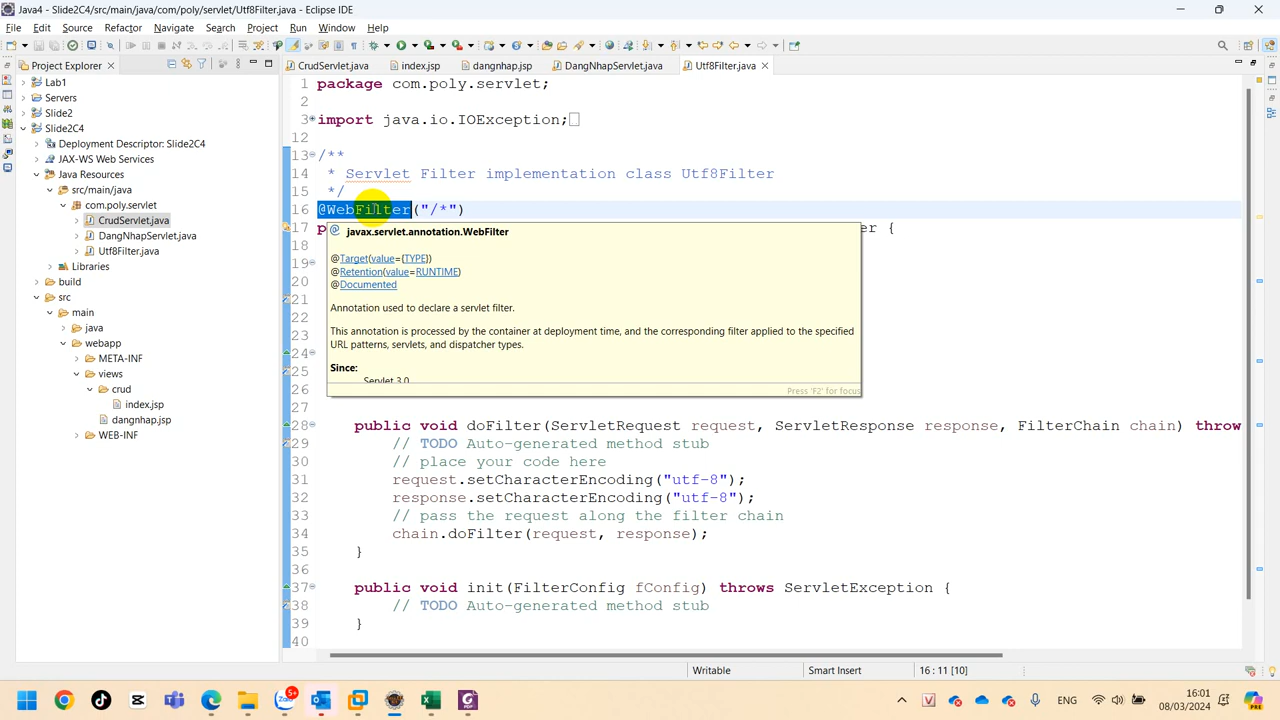 Java4 - Slide2C4/src/main/java/com/poly/servlet/Utf8Filter.java - Eclipse IDE
File Edit Source Refactor Navigate Search Project Run Window Help
Project Explorer
CrudServlet.java index.jsp dangnhap.jsp DangNhapServlet.java Utf8Filter.java
Lab1
Servers
Slide2
Slide2C4
Deployment Descriptor: Slide2C4
JAX-WS Web Services
Java Resources
src/main/java
com.poly.servlet
CrudServlet.java
DangNhapServlet.java
Utf8Filter.java
Libraries
build
src
main
java
webapp
META-INF
views
crud
index.jsp
dangnhap.jsp
WEB-INF
1 package com.poly.servlet;
2
3 import java.io.IOException;
12
13 /**
14 * Servlet Filter implementation class Utf8Filter
15 */
16 @WebFilter("/*")
17 p er {
18
19
20
21
22
23
24
25
26
27
@ javax.servlet.annotation.WebFilter
@Target(value={TYPE})
@Retention(value=RUNTIME)
@Documented
Annotation used to declare a servlet filter.
This annotation is processed by the container at deployment time, and the corresponding filter applied to the specified
URL patterns, servlets, and dispatcher types.
Since:
Servlet 3.0
Press 'F2' for focus
28 public void doFilter(ServletRequest request, ServletResponse response, FilterChain chain) throw
29 // TODO Auto-generated method stub
30 // place your code here
31 request.setCharacterEncoding("utf-8");
32 response.setCharacterEncoding("utf-8");
33 // pass the request along the filter chain
34 chain.doFilter(request, response);
35 }
36
37 public void init(FilterConfig fConfig) throws ServletException {
38 // TODO Auto-generated method stub
39 }
40
Writable Smart Insert 16 : 11 [10]
5+
ENG
16:01
08/03/2024